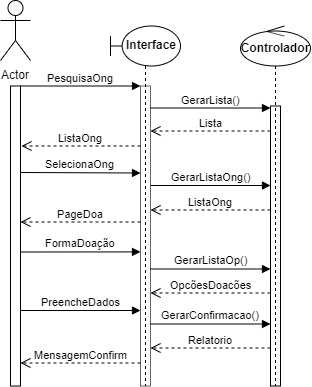 Actor
Interface
Controlador
PesquisaOng
GerarLista()
Lista
ListaOng
SelecionaOng
GerarListaOng()
ListaOng
PageDoa
FormaDoação
GerarListaOp()
OpcõesDoacões
PreencheDados
GerarConfirmacao()
Relatorio
MensagemConfirm